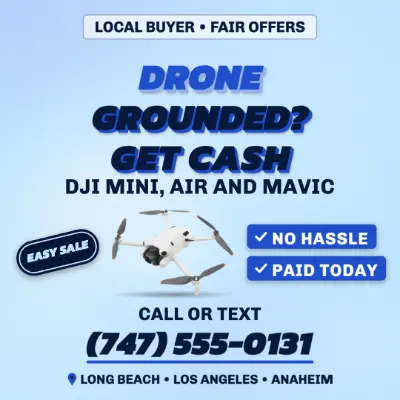 LOCAL BUYER • FAIR OFFERS
DRONE
GROUNDED?
GET CASH
DJI MINI, AIR AND MAVIC
EASY SALE
NO HASSLE
PAID TODAY
CALL OR TEXT
(747) 555-0131
LONG BEACH • LOS ANGELES • ANAHEIM